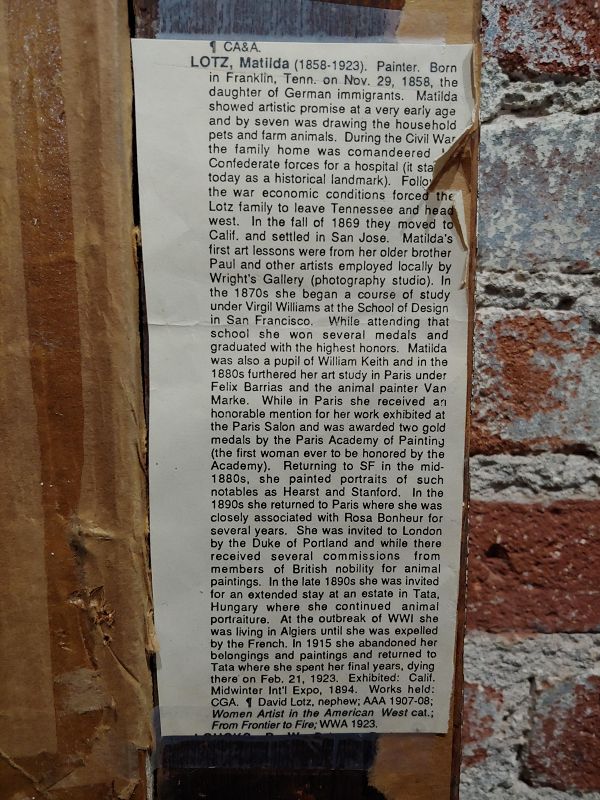 ¶ CA&A.
LOTZ, Matilda (1858-1923). Painter. Born
in Franklin, Tenn. on Nov. 29, 1858, the
daughter of German immigrants. Matilda
showed artistic promise at a very early age
and by seven was drawing the household
pets and farm animals. During the Civil War
the family home was comandeered
Confederate forces for a hospital (it
today as a historical landmark).
the war economic conditions forced the
Lotz family to leave Tennessee and head
west. In the fall of 1869 they moved to
Calif. and settled in San Jose. Matilda's
first art lessons were from her older brother
Paul and other artists employed locally by
Wright's Gallery (photography studio). In
the 1870s she began a course of study
under Virgil Williams at the School of Design
in San Francisco. While attending that
school she won several medals and
graduated with the highest honors. Matilda
was also a pupil of William Keith and in the
1880s furthered her art study in Paris under
Felix Barrias and the animal painter Van
Marke. While in Paris she received an
honorable mention for her work exhibited at
the Paris Salon and was awarded two gold
medals by the Paris Academy of Painting
(the first woman ever to be honored by the
Academy). Returning to SF in the mid-
1880s, she painted portraits of such
notables as Hearst and Stanford. In the
1890s she returned to Paris where she was
closely associated with Rosa Bonheur for
several years. She was invited to London
by the Duke of Portland and while there
received several commissions from
members of British nobility for animal
paintings. In the late 1890s she was invited
for an extended stay at an estate in Tata,
Hungary where she continued animal
portraiture. At the outbreak of WWI she
was living in Algiers until she was expelled
by the French. In 1915 she abandoned her
belongings and paintings and returned to
Tata where she spent her final years, dying
there on Feb. 21, 1923. Exhibited: Calif.
Midwinter Int'l Expo, 1894. Works held:
CGA. ¶ David Lotz, nephew; AAA 1907-08;
Women Artist in the American West cat.;
From Frontier to Fire; WWA 1923.